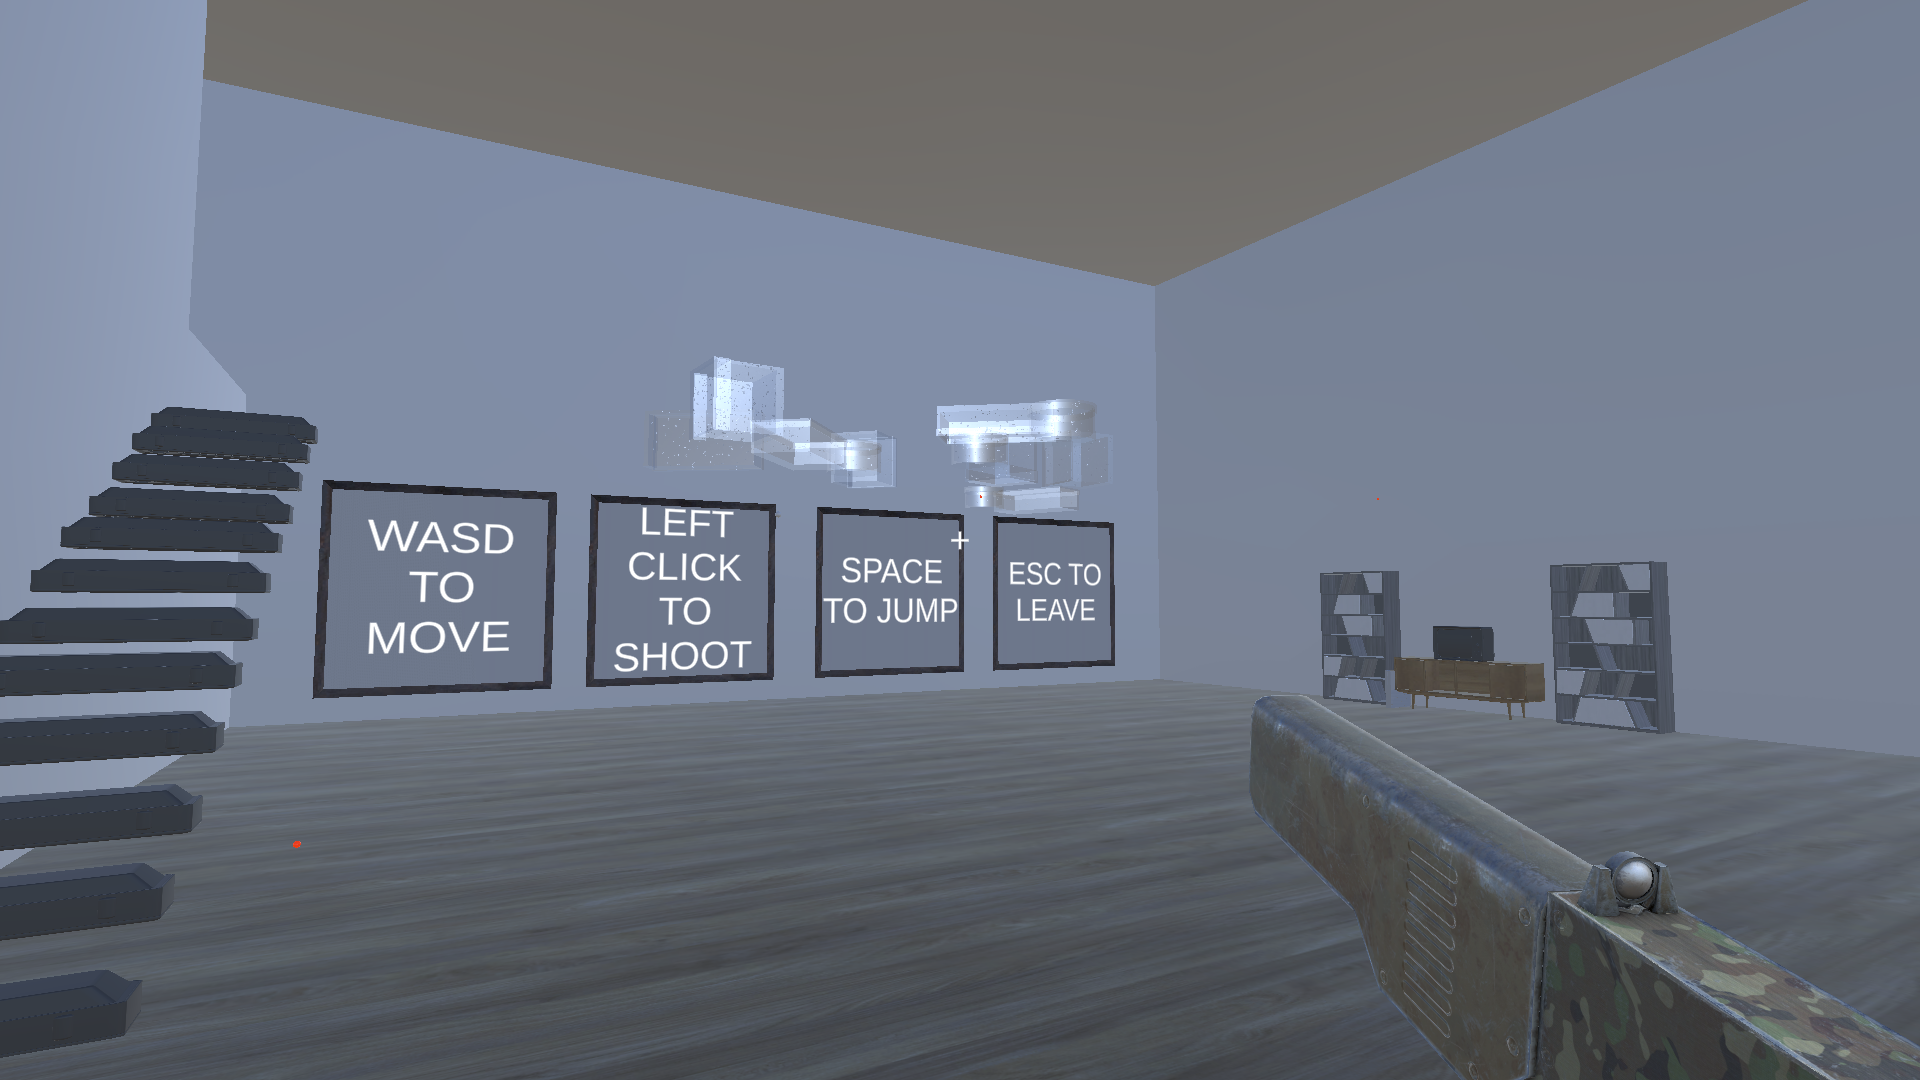 WASD
TO
MOVE
LEFT
CLICK
TO
SHOOT
SPACE
TO JUMP
ESC TO
LEAVE